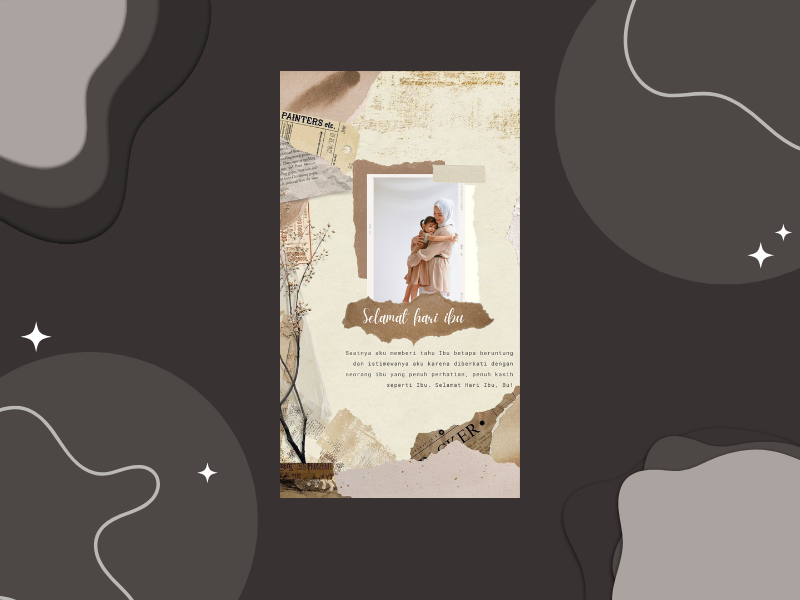 PAINTERS etc.
Selamat hari ibu
Saatnya aku memberi tahu Ibu betapa beruntung
dan istimewanya aku karena diberkati dengan
seorang ibu yang penuh perhatian, penuh kasih
seperti Ibu. Selamat Hari Ibu, Bu!